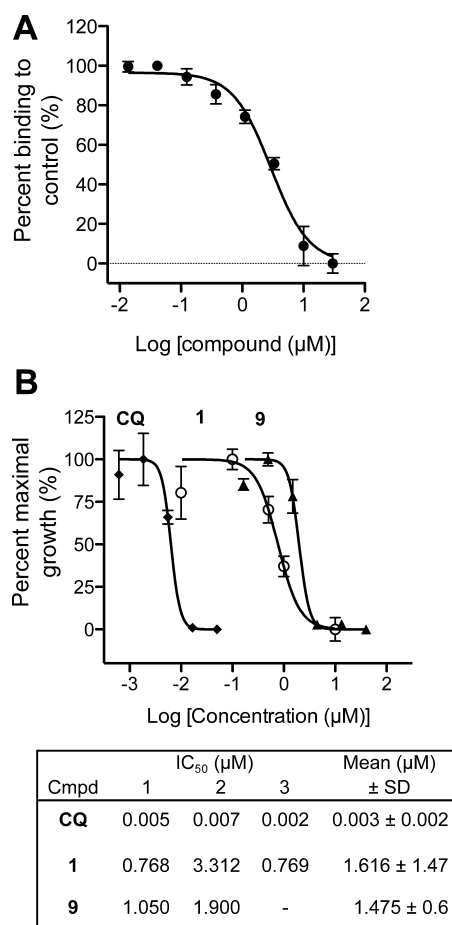 A
Percent binding to
control (%)
120
100
80
60
40
20
0
-2 -1 0 1 2
Log [compound (µM)]
B
CQ 1 9
Percent maximal
growth (%)
125
100
75
50
25
0
-3 -2 -1 0 1 2
Log [Concentration (µM)]
IC50 (µM) Mean (µM)
Cmpd 1 2 3 ± SD
CQ 0.005 0.007 0.002 0.003 ± 0.002
1 0.768 3.312 0.769 1.616 ± 1.47
9 1.050 1.900 - 1.475 ± 0.6